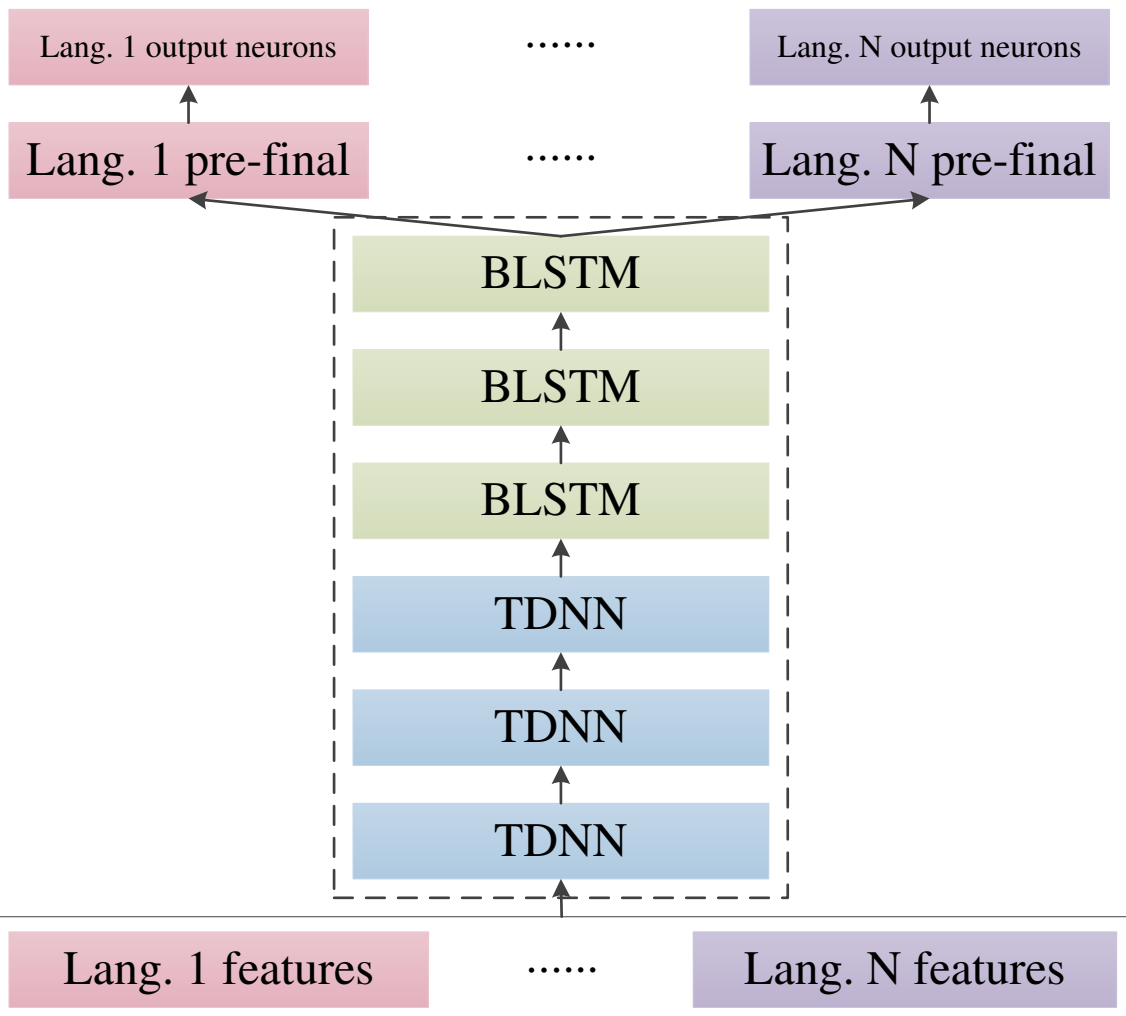 Lang. 1 output neurons ...... Lang. N output neurons
Lang. 1 pre-final ...... Lang. N pre-final
BLSTM
BLSTM
BLSTM
TDNN
TDNN
TDNN
Lang. 1 features ...... Lang. N features